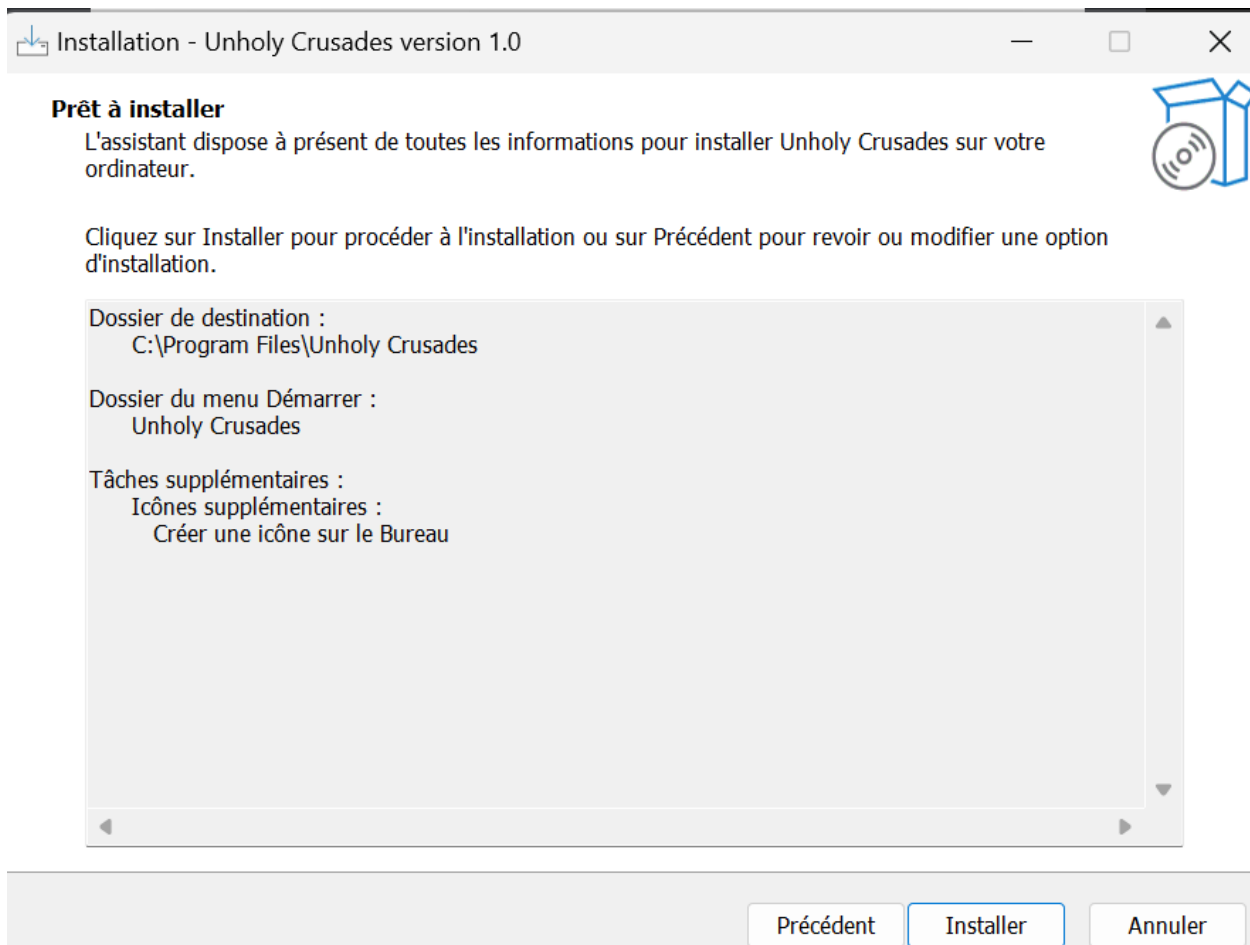 Installation - Unholy Crusades version 1.0
Prêt à installer
L'assistant dispose à présent de toutes les informations pour installer Unholy Crusades sur votre
ordinateur.
Cliquez sur Installer pour procéder à l'installation ou sur Précédent pour revoir ou modifier une option
d'installation.
Dossier de destination :
C:\Program Files\Unholy Crusades
Dossier du menu Démarrer :
Unholy Crusades
Tâches supplémentaires :
Icônes supplémentaires :
Créer une icône sur le Bureau
Précédent Installer Annuler